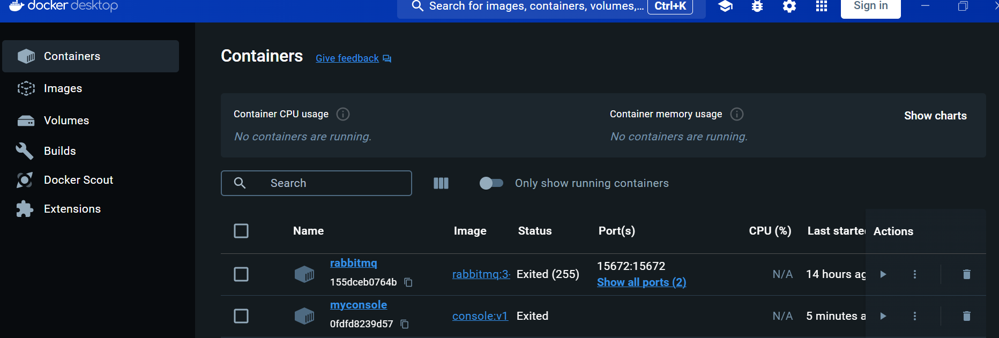 docker desktop
Search for images, containers, volumes,... Ctrl+K
Sign in
Containers
Images
Volumes
Builds
Docker Scout
Extensions
Containers Give feedback
Container CPU usage
No containers are running.
Container memory usage
No containers are running.
Show charts
Search
Only show running containers
Name Image Status Port(s) CPU (%) Last started Actions
rabbitmq
155dceb0764b
rabbitmq:3- Exited (255)
15672:15672
Show all ports (2)
N/A 14 hours ag
myconsole
0fdfd8239d57
console:v1 Exited N/A 5 minutes a